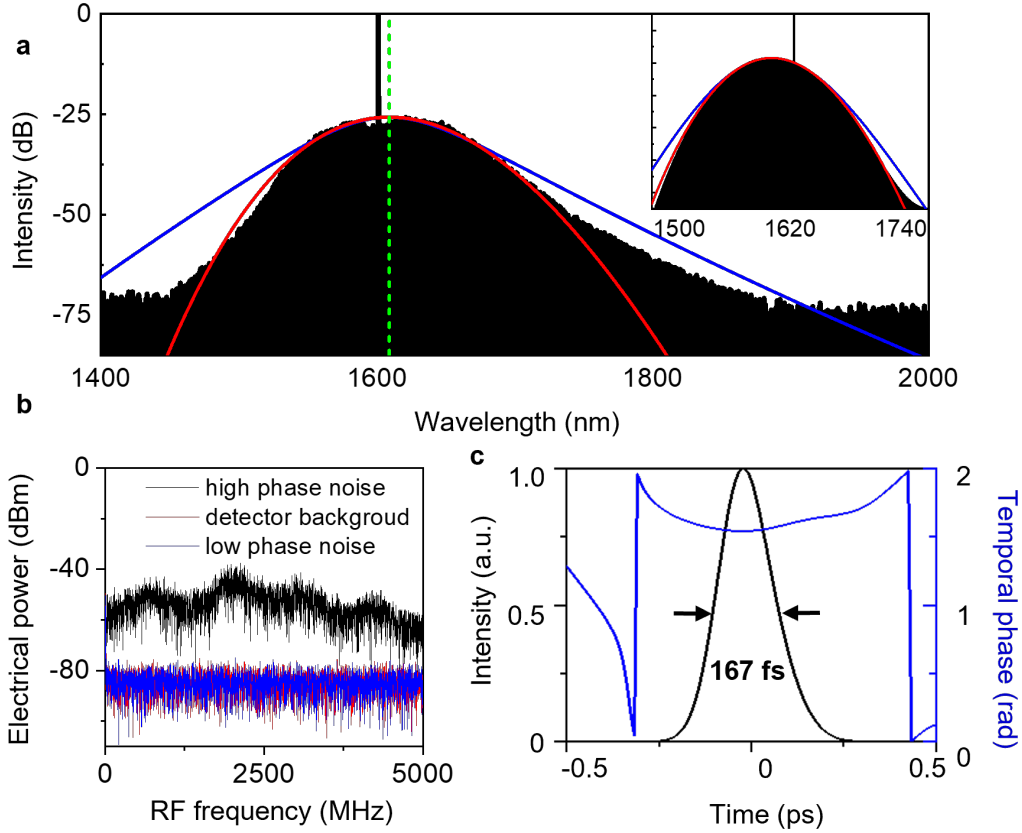 a
0
-25
-50
-75
Intensity (dB)
1400
1600
1800
2000
Wavelength (nm)
1500
1620
1740
b
0
-40
-80
Electrical power (dBm)
high phase noise
detector backgroud
low phase noise
0
2500
5000
RF frequency (MHz)
c
1.0
0.5
0
Intensity (a.u.)
167 fs
2
1
0
Temporal phase (rad)
-0.5
0
0.5
Time (ps)